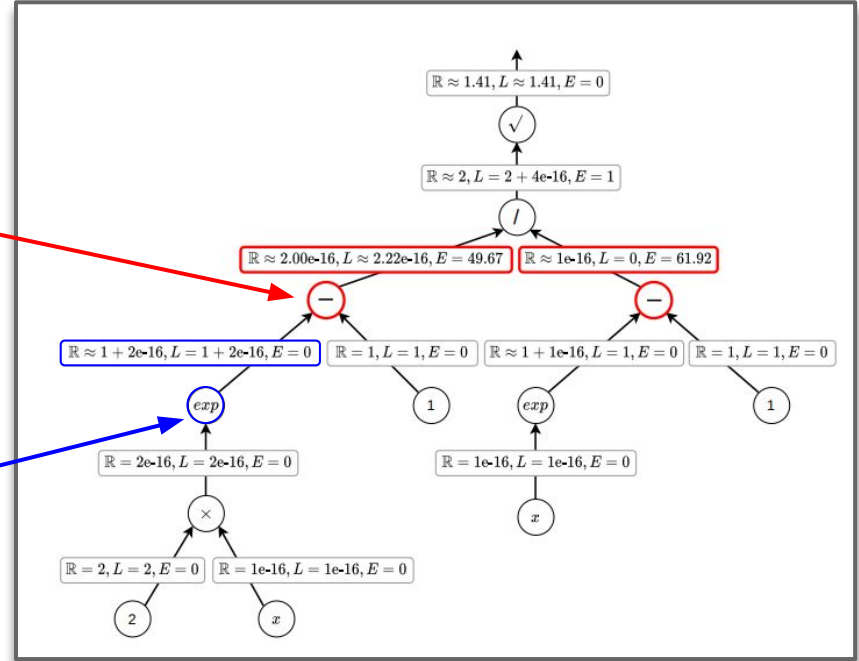 ℝ ≈ 1.41, L ≈ 1.41, E = 0
√
ℝ ≈ 2, L = 2 + 4e-16, E = 1
/
ℝ ≈ 2.00e-16, L ≈ 2.22e-16, E = 49.67 ℝ ≈ 1e-16, L = 0, E = 61.92
− −
ℝ ≈ 1 + 2e-16, L = 1 + 2e-16, E = 0 ℝ = 1, L = 1, E = 0 ℝ ≈ 1 + 1e-16, L = 1, E = 0 ℝ = 1, L = 1, E = 0
exp 1 exp 1
ℝ = 2e-16, L = 2e-16, E = 0 ℝ = 1e-16, L = 1e-16, E = 0
× x
ℝ = 2, L = 2, E = 0 ℝ = 1e-16, L = 1e-16, E = 0
2 x